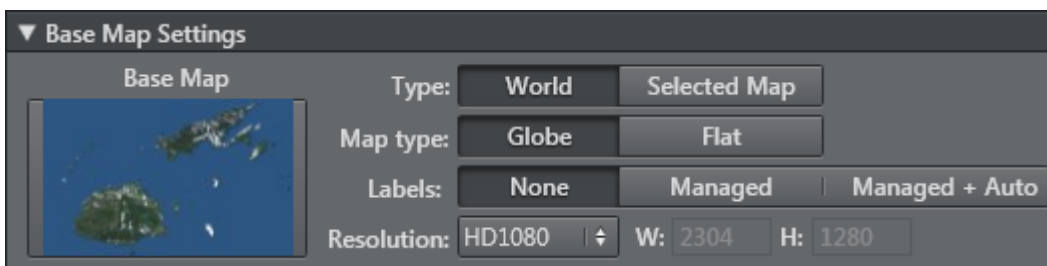 Base Map Settings
Base Map
Type: World Selected Map
Map type: Globe Flat
Labels: None Managed Managed + Auto
Resolution: HD1080 W: 2304 H: 1280